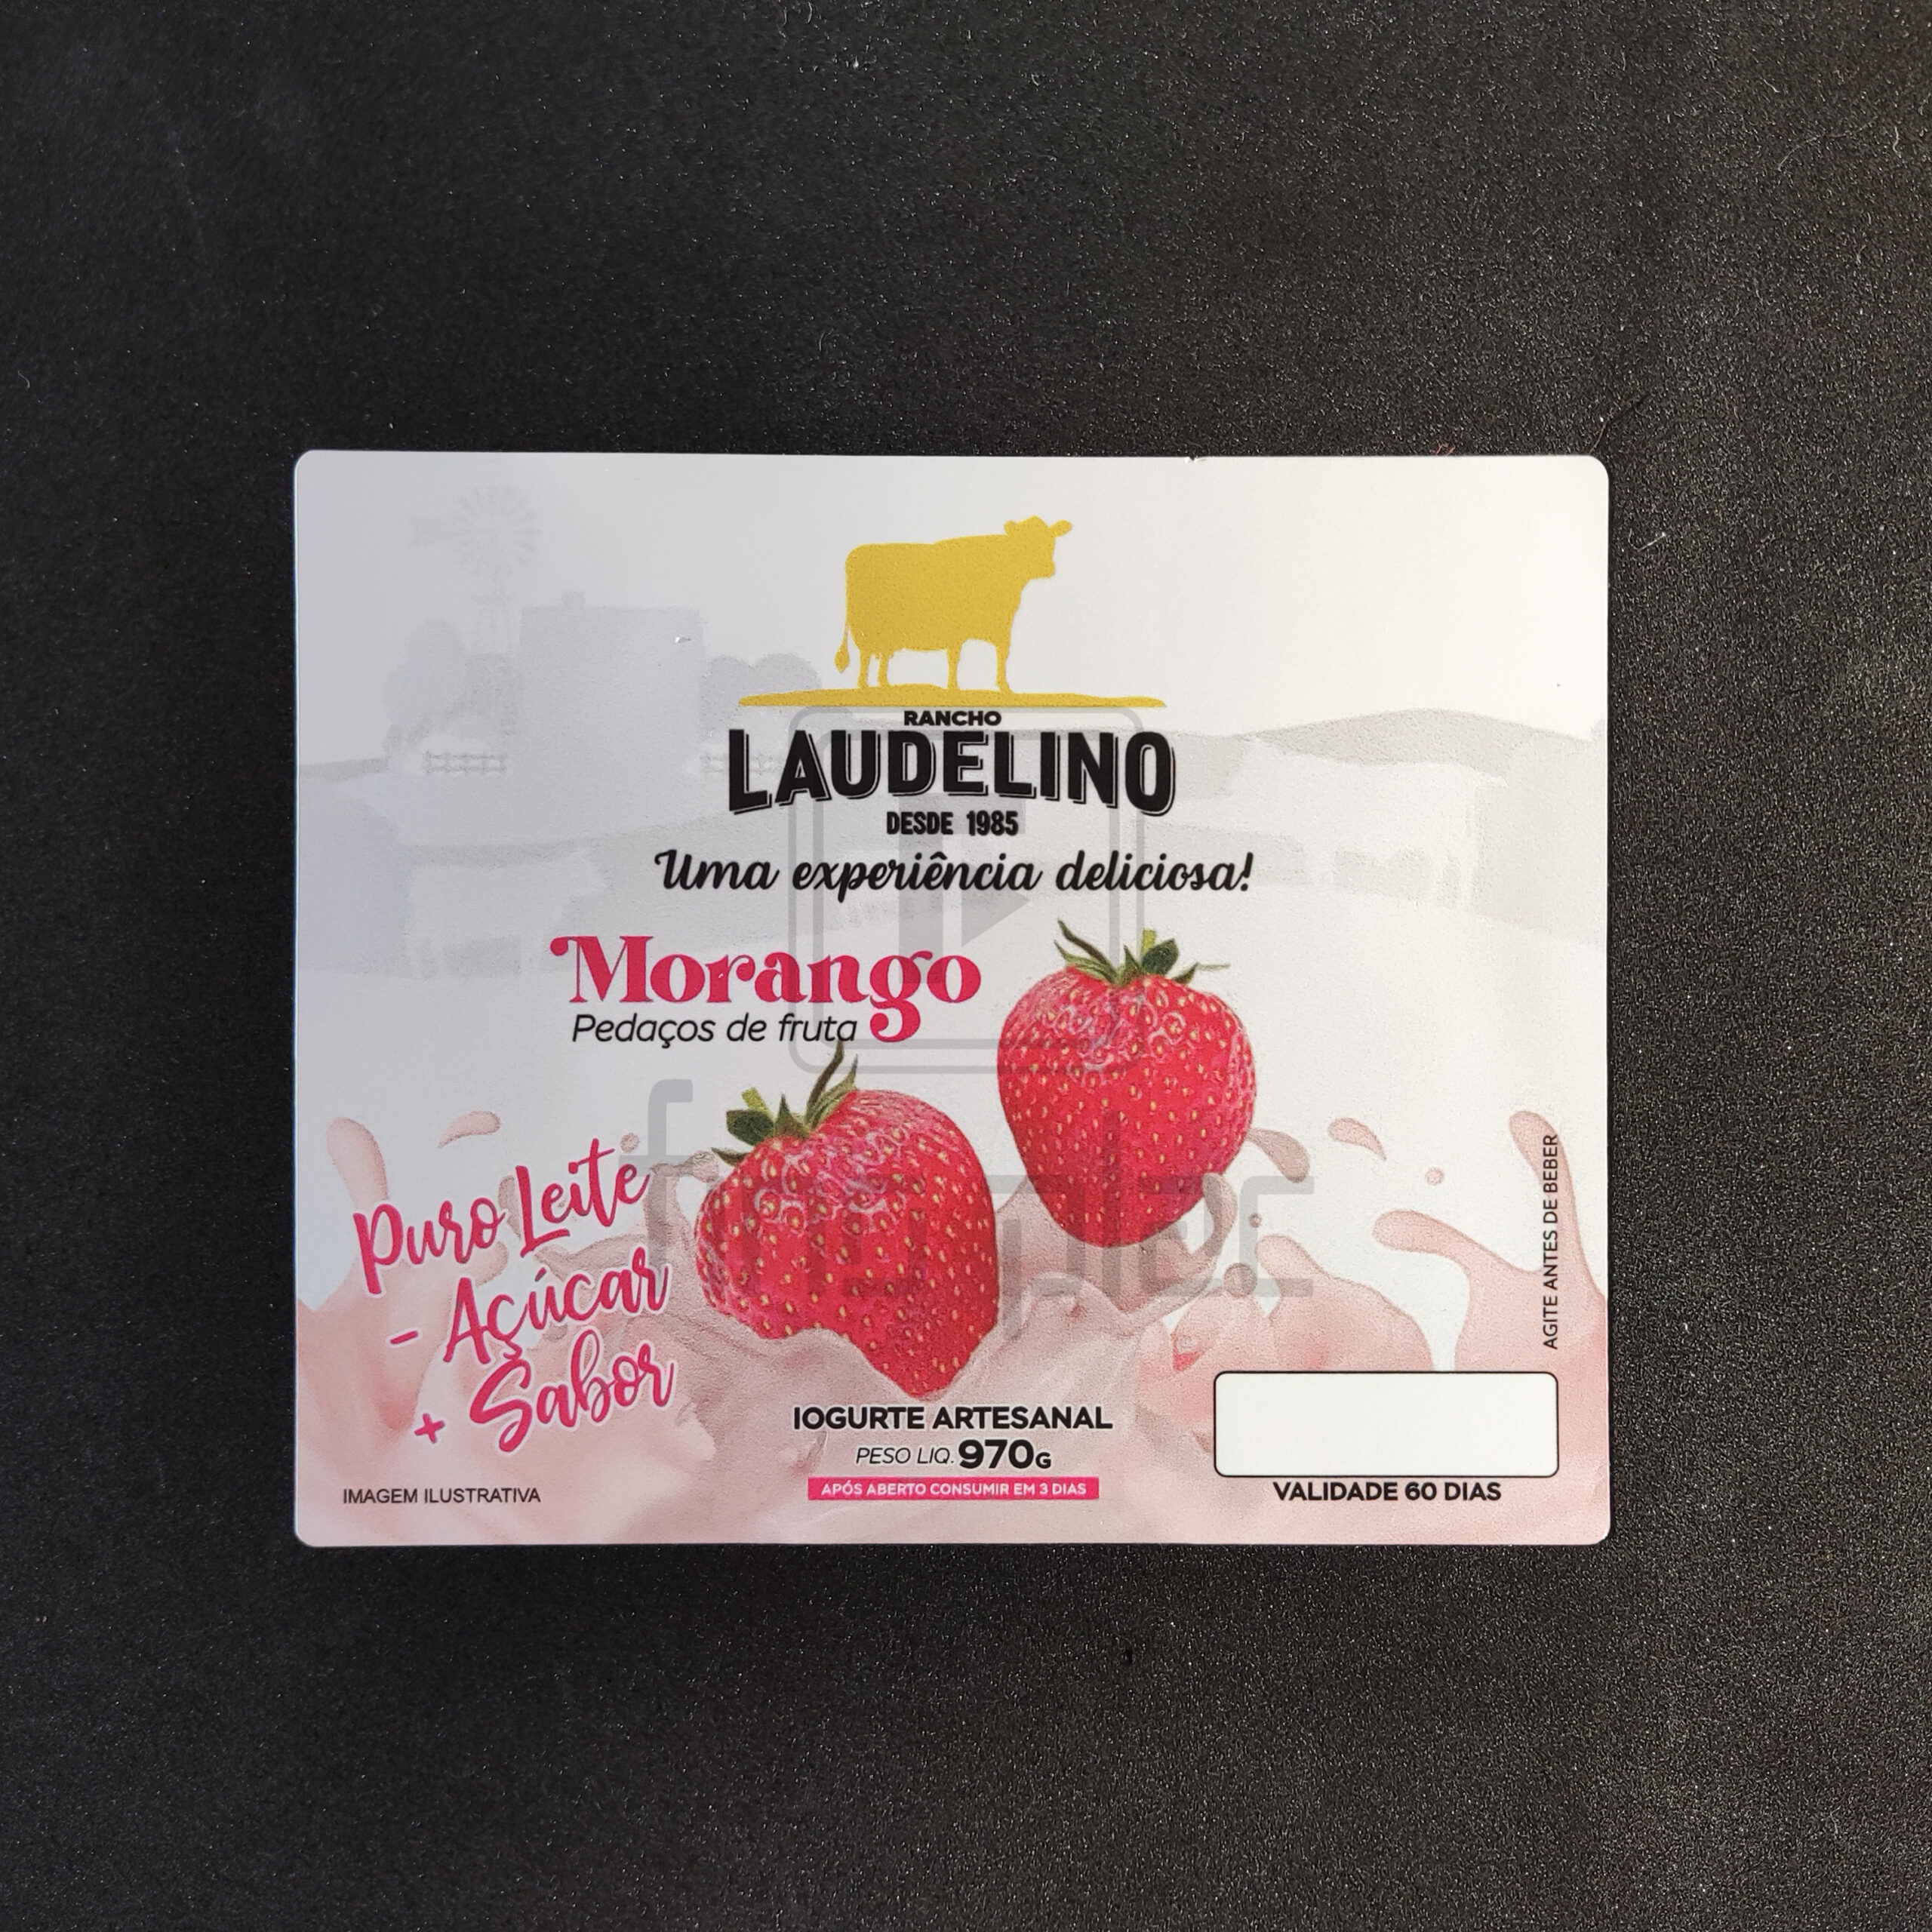 RANCHO
LAUDELINO
DESDE 1985
Uma experiência deliciosa!
Morango
Pedaços de fruta
Puro Leite
- Açúcar
+ Sabor
AGITE ANTES DE BEBER
IOGURTE ARTESANAL
PESO LIQ. 970G
APÓS ABERTO CONSUMIR EM 3 DIAS
IMAGEM ILUSTRATIVA
VALIDADE 60 DIAS